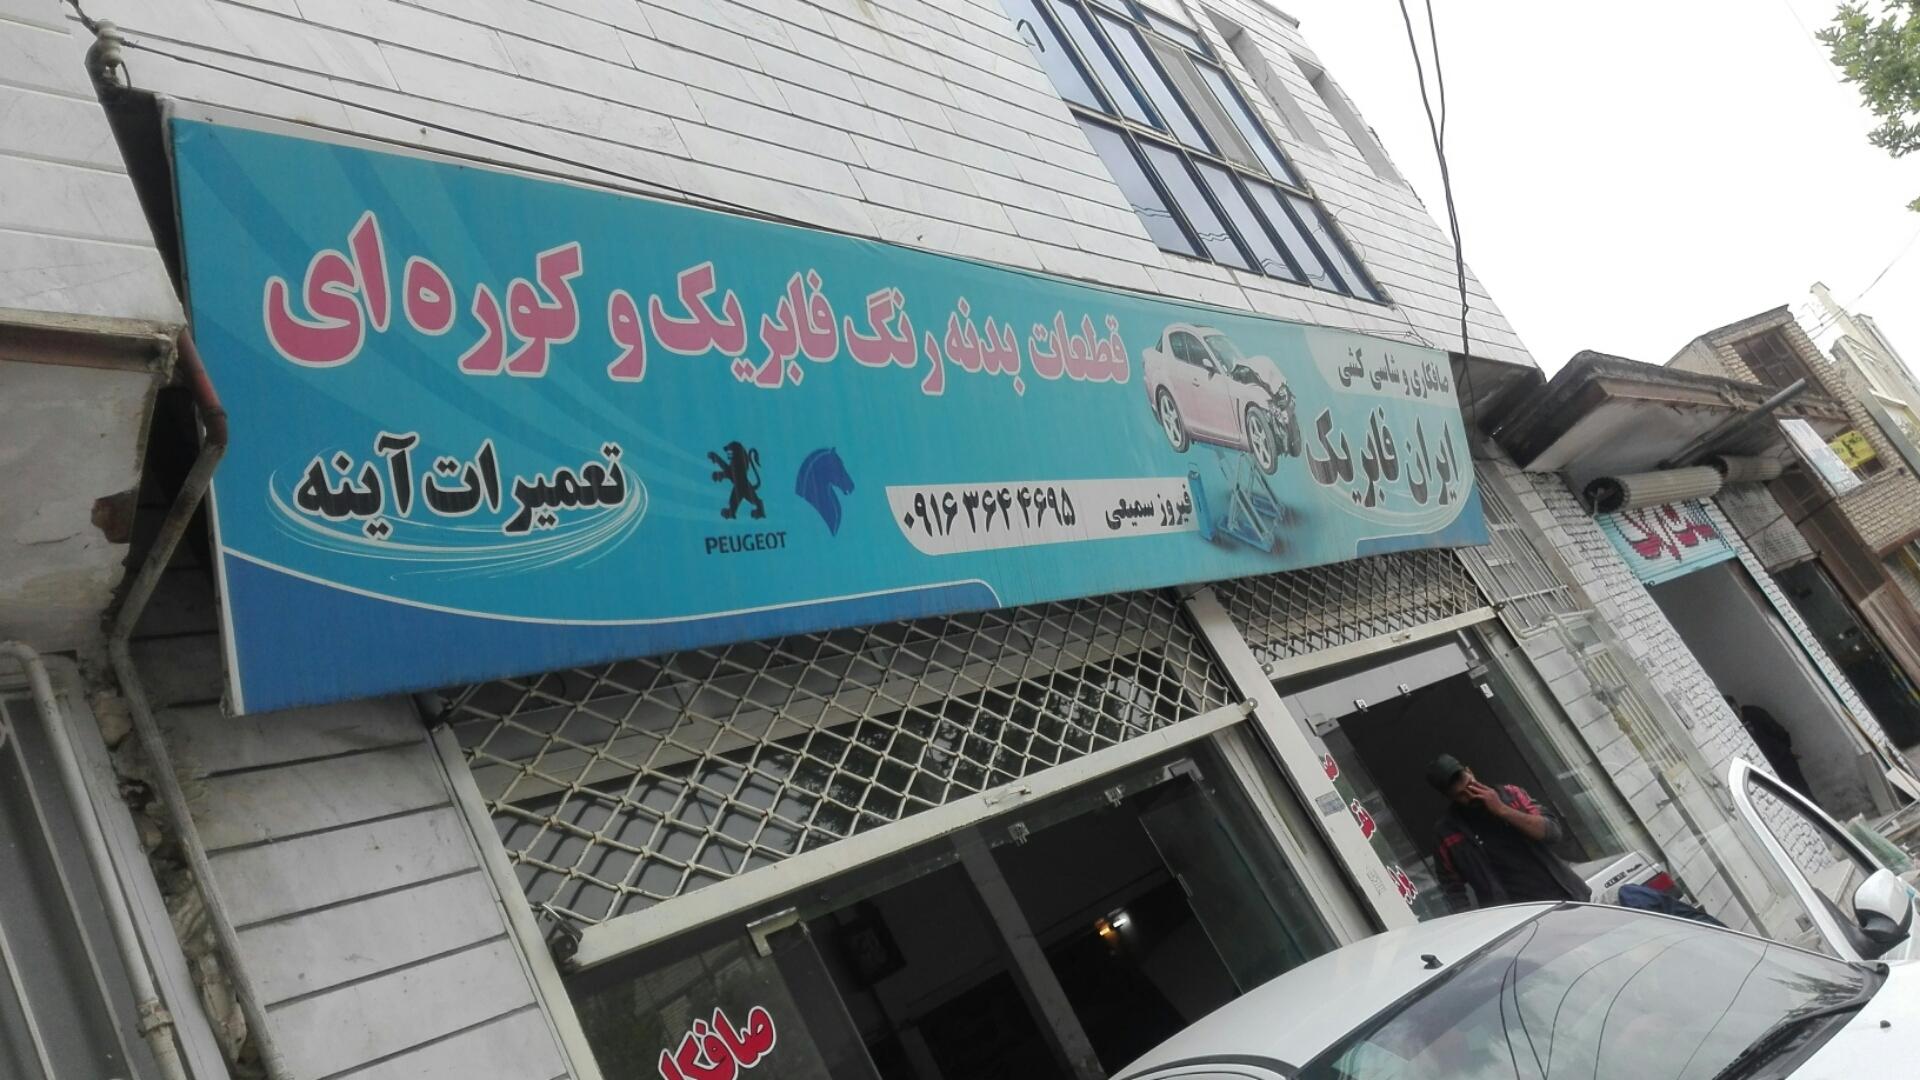 صافکاری و شاسی کشی
ایران فابریک
قطعات بدنه رنگ فابریک و کوره ای
فیروز سمیعی ۰۹۱۶۳۶۴۴۶۹۵
PEUGEOT
تعمیرات آینه